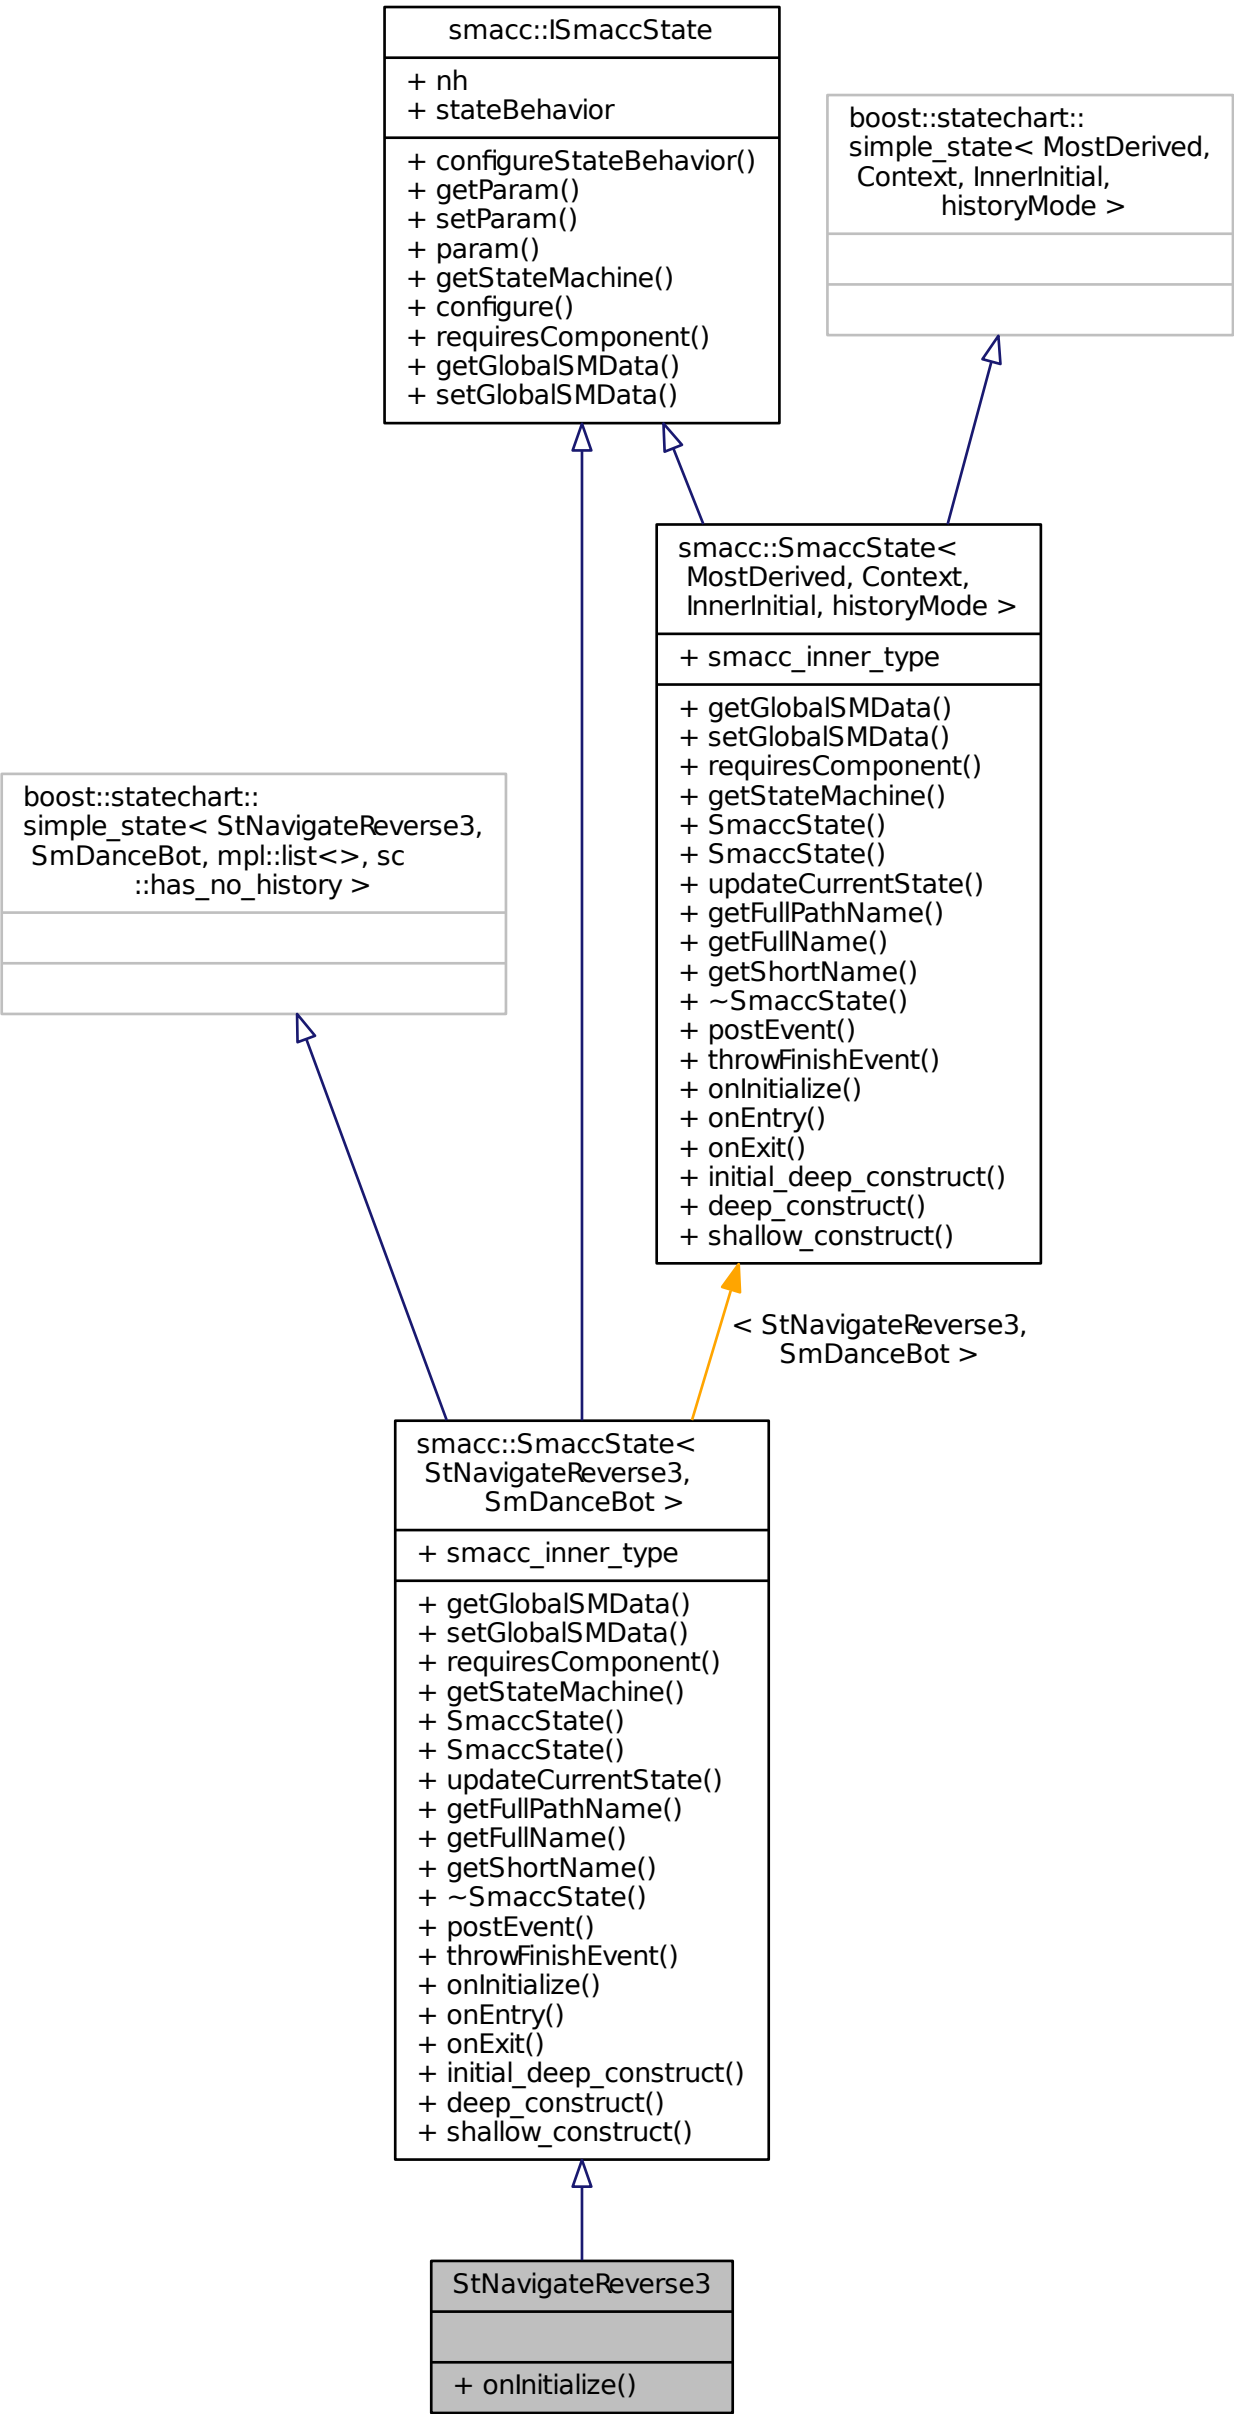 smacc::ISmaccState
+ nh
+ stateBehavior
+ configureStateBehavior()
+ getParam()
+ setParam()
+ param()
+ getStateMachine()
+ configure()
+ requiresComponent()
+ getGlobalSMData()
+ setGlobalSMData()
boost::statechart::
simple_state< MostDerived,
Context, InnerInitial,
historyMode >
smacc::SmaccState<
MostDerived, Context,
InnerInitial, historyMode >
+ smacc_inner_type
+ getGlobalSMData()
+ setGlobalSMData()
+ requiresComponent()
+ getStateMachine()
+ SmaccState()
+ SmaccState()
+ updateCurrentState()
+ getFullPathName()
+ getFullName()
+ getShortName()
+ ~SmaccState()
+ postEvent()
+ throwFinishEvent()
+ onInitialize()
+ onEntry()
+ onExit()
+ initial_deep_construct()
+ deep_construct()
+ shallow_construct()
boost::statechart::
simple_state< StNavigateReverse3,
SmDanceBot, mpl::list<>, sc
::has_no_history >
< StNavigateReverse3,
SmDanceBot >
smacc::SmaccState<
StNavigateReverse3,
SmDanceBot >
+ smacc_inner_type
+ getGlobalSMData()
+ setGlobalSMData()
+ requiresComponent()
+ getStateMachine()
+ SmaccState()
+ SmaccState()
+ updateCurrentState()
+ getFullPathName()
+ getFullName()
+ getShortName()
+ ~SmaccState()
+ postEvent()
+ throwFinishEvent()
+ onInitialize()
+ onEntry()
+ onExit()
+ initial_deep_construct()
+ deep_construct()
+ shallow_construct()
StNavigateReverse3
+ onInitialize()